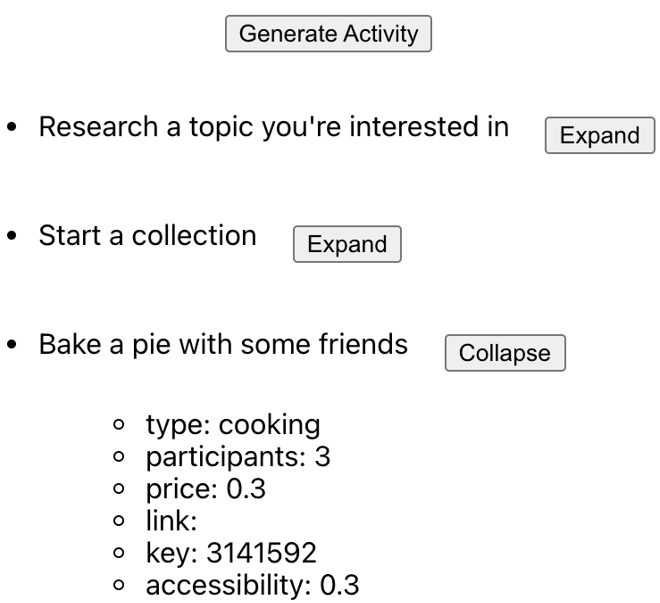 Generate Activity
Research a topic you're interested in Expand
Start a collection Expand
Bake a pie with some friends Collapse
type: cooking
participants: 3
price: 0.3
link:
key: 3141592
accessibility: 0.3